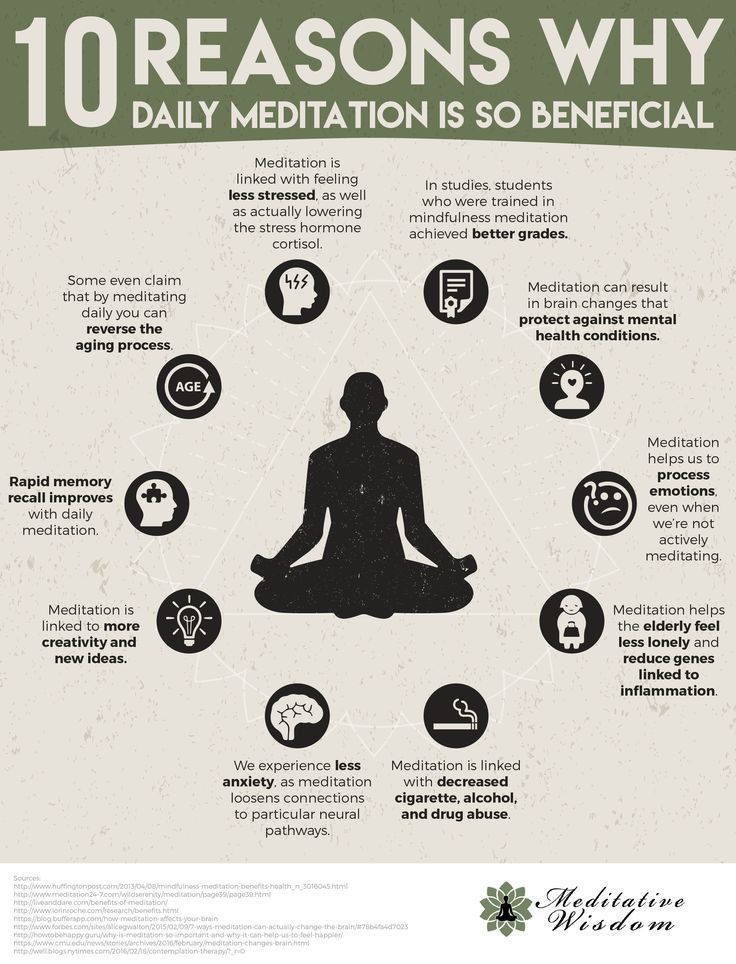 10 REASONS WHY
DAILY MEDITATION IS SO BENEFICIAL
Meditation is
linked with feeling
less stressed, as well
as actually lowering
the stress hormone
cortisol.
In studies, students
who were trained in
mindfulness meditation
achieved better grades.
Some even claim
that by meditating
daily you can
reverse the
aging process.
AGE
Meditation can result
in brain changes that
protect against mental
health conditions.
Rapid memory
recall improves
with daily
meditation.
Meditation
helps us to
process
emotions,
even when
we're not
actively
meditating.
Meditation is
linked to more
creativity and
new ideas.
Meditation helps
the elderly feel
less lonely and
reduce genes
linked to
inflammation.
We experience less
anxiety, as meditation
loosens connections
to particular neural
pathways.
Meditation is linked
with decreased
cigarette, alcohol,
and drug abuse.
Sources:
http://www.huffingtonpost.com/2013/04/08/mindfulness-meditation-benefits-health_n_3016045.html
http://www.meditation24-7.com/wildserenity/meditation/page39/page39.html
http://liveanddare.com/benefits-of-meditation/
http://www.lorinroche.com/research/benefits.html
https://blog.bufferapp.com/how-meditation-affects-your-brain
http://www.forbes.com/sites/alicegwalton/2015/02/09/7-ways-meditation-can-actually-change-the-brain/#78b4fa4d7023
http://howtobehappy.guru/why-is-meditation-so-important-and-why-it-can-help-us-to-feel-happier/
https://www.cmu.edu/news/stories/archives/2016/february/meditation-changes-brain.html
http://well.blogs.nytimes.com/2016/02/18/contemplation-therapy/?_r=0
Meditative
Wisdom